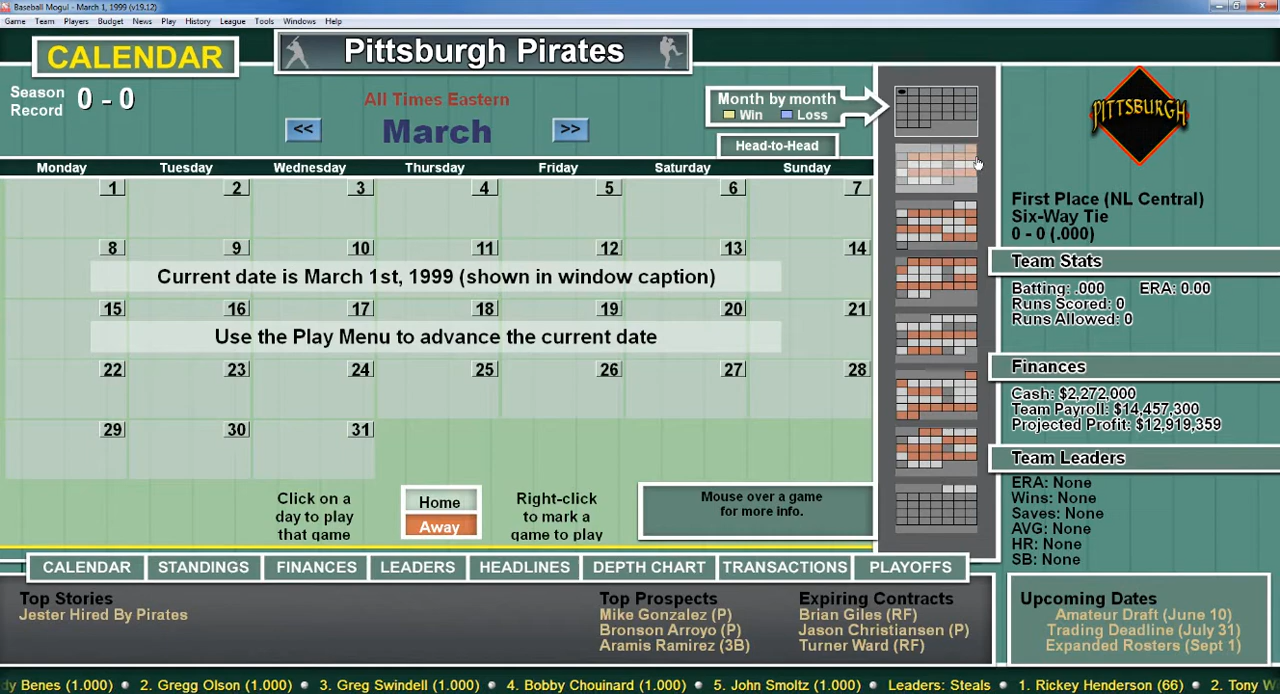 Baseball Mogul - March 1, 1999 (v19.12)
Game Team Players Budget News Play History League Tools Windows Help
CALENDAR
Pittsburgh Pirates
Season
Record
0 - 0
All Times Eastern
<< March >>
Month by month
Win Loss
Head-to-Head
Monday Tuesday Wednesday Thursday Friday Saturday Sunday
1 2 3 4 5 6 7
8 9 10 11 12 13 14
Current date is March 1st, 1999 (shown in window caption)
15 16 17 18 19 20 21
Use the Play Menu to advance the current date
22 23 24 25 26 27 28
29 30 31
Click on a
day to play
that game
Home
Away
Right-click
to mark a
game to play
Mouse over a game
for more info.
PITTSBURGH
First Place (NL Central)
Six-Way Tie
0 - 0 (.000)
Team Stats
Batting: .000 ERA: 0.00
Runs Scored: 0
Runs Allowed: 0
Finances
Cash: $2,272,000
Team Payroll: $14,457,300
Projected Profit: $12,919,359
Team Leaders
ERA: None
Wins: None
Saves: None
AVG: None
HR: None
SB: None
CALENDAR STANDINGS FINANCES LEADERS HEADLINES DEPTH CHART TRANSACTIONS PLAYOFFS
Top Stories
Jester Hired By Pirates
Top Prospects
Mike Gonzalez (P)
Bronson Arroyo (P)
Aramis Ramirez (3B)
Expiring Contracts
Brian Giles (RF)
Jason Christiansen (P)
Turner Ward (RF)
Upcoming Dates
Amateur Draft (June 10)
Trading Deadline (July 31)
Expanded Rosters (Sept 1)
dy Benes (1.000) • 2. Gregg Olson (1.000) • 3. Greg Swindell (1.000) • 4. Bobby Chouinard (1.000) • 5. John Smoltz (1.000) • Leaders: Steals • 1. Rickey Henderson (66) • 2. Tony W